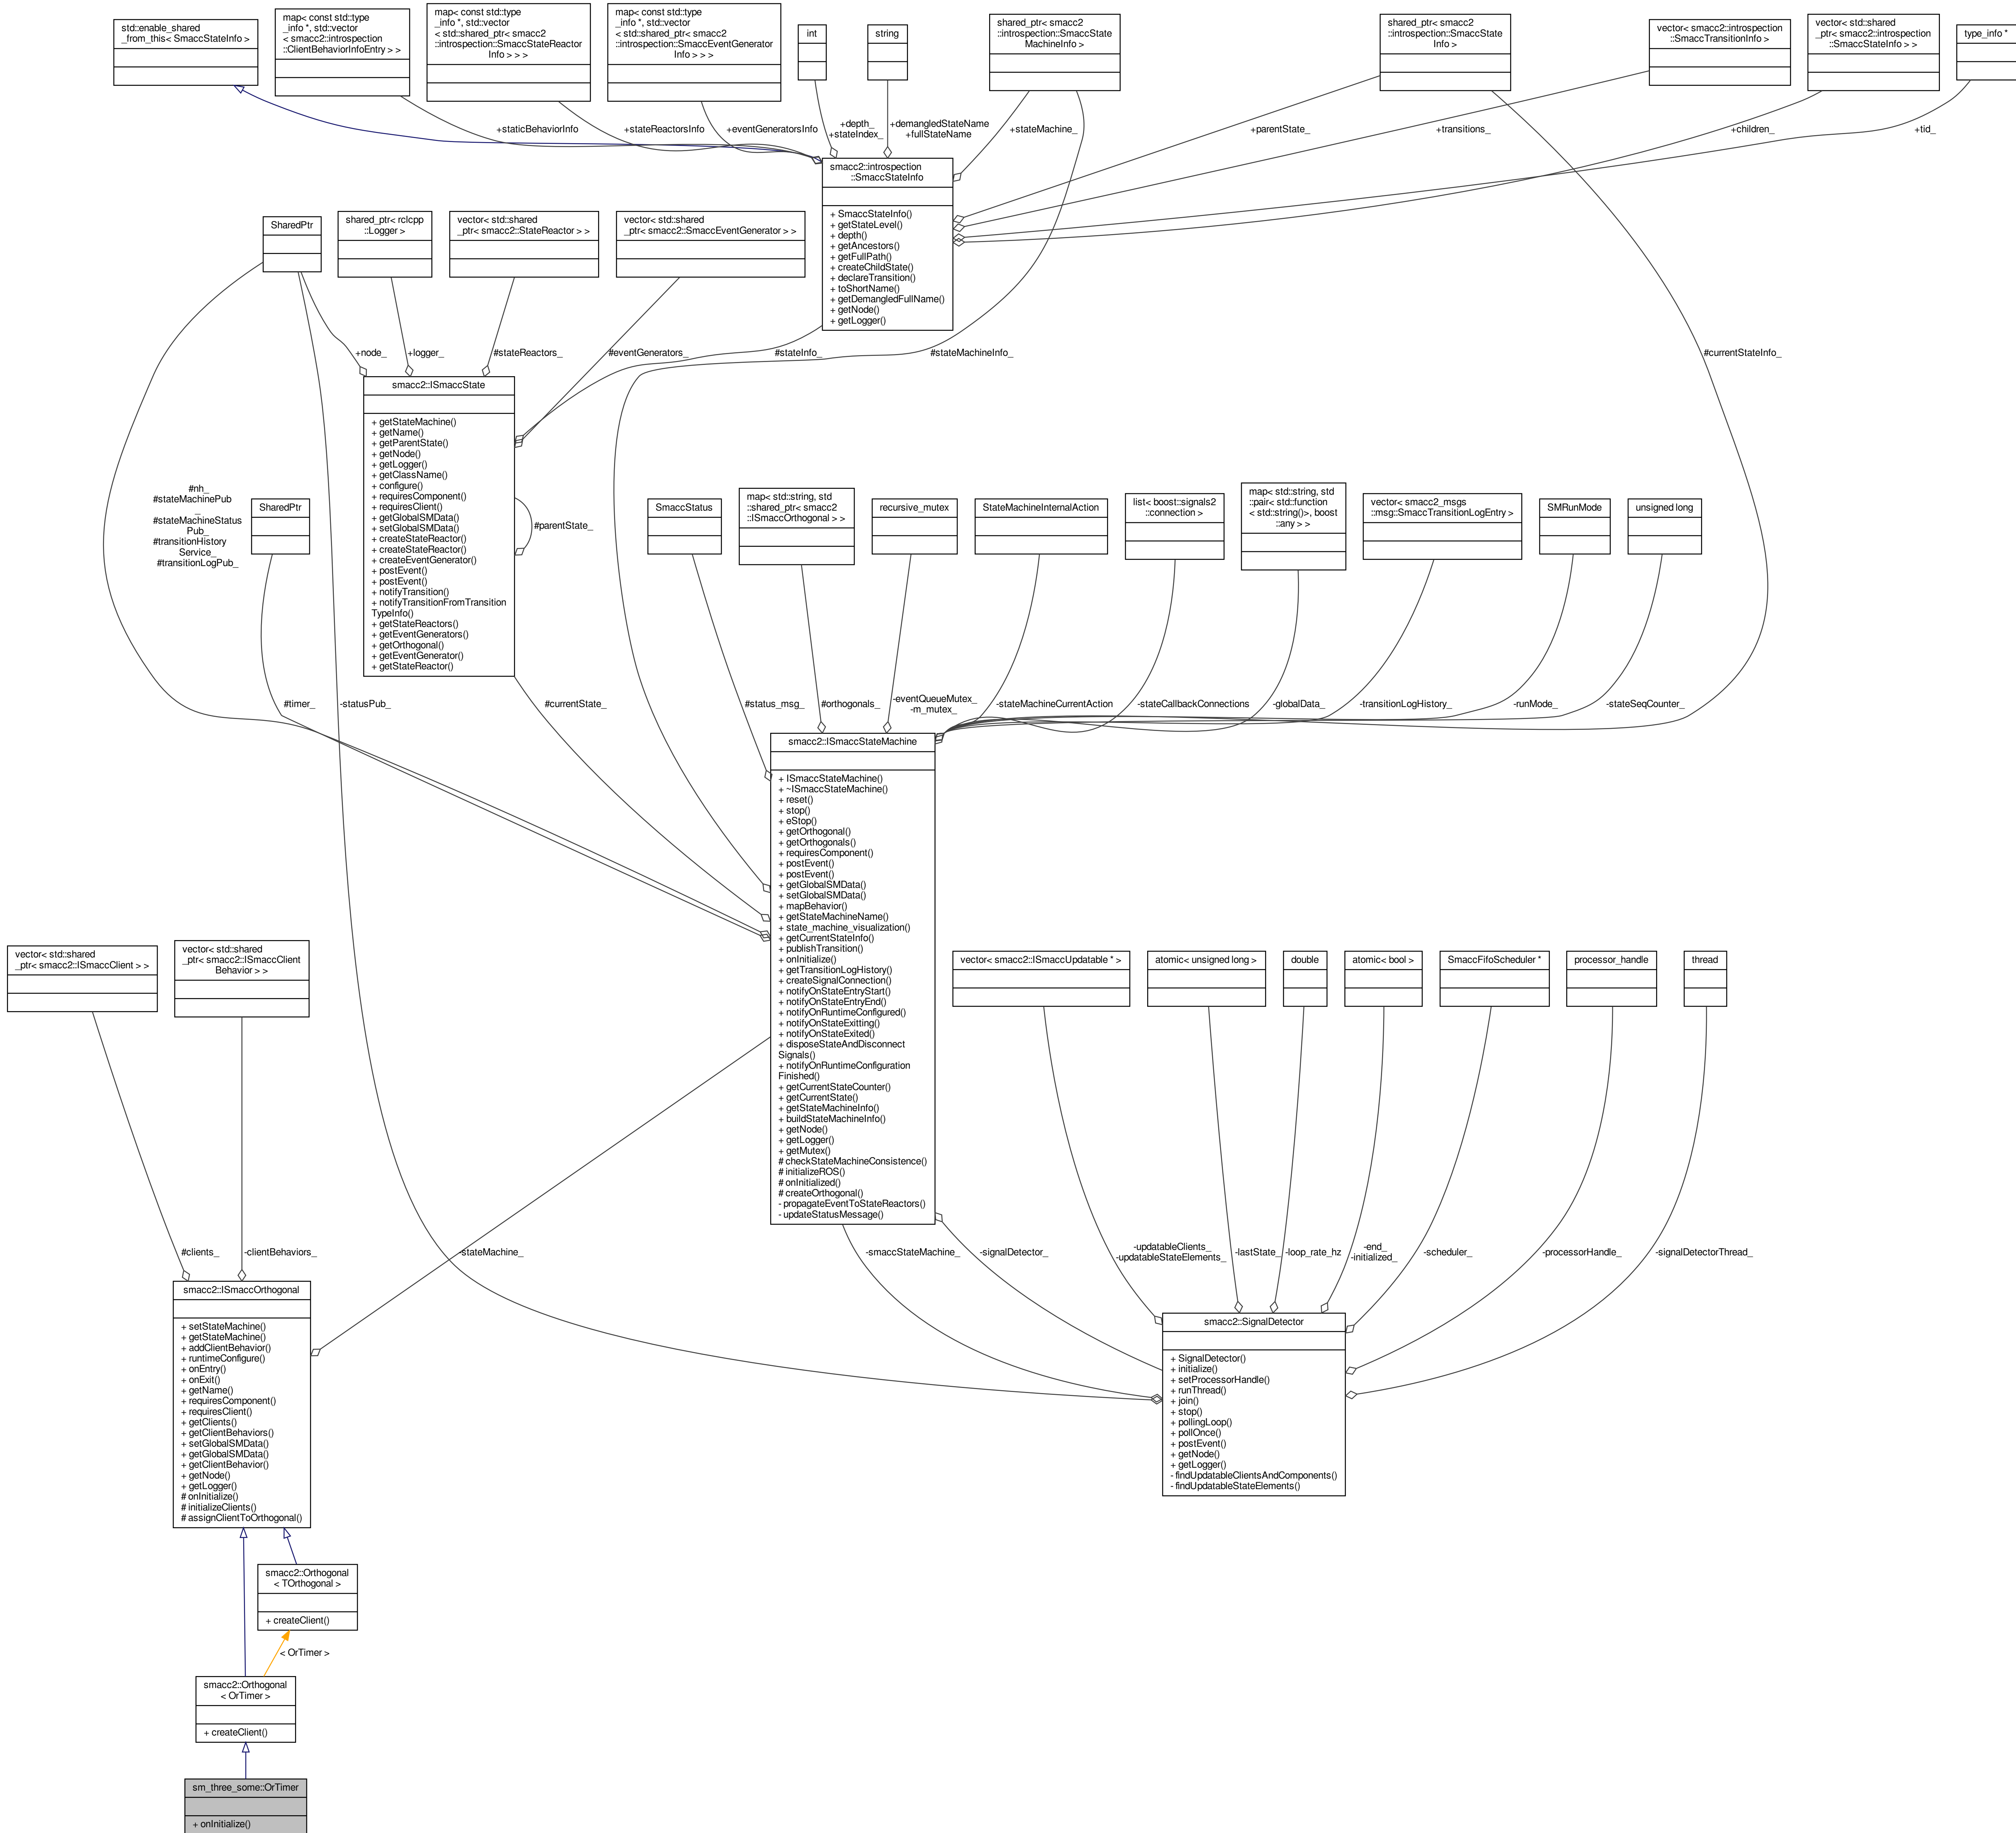 std::enable_shared
_from_this< SmaccStateInfo >
map< const std::type
_info *, std::vector
< smacc2::introspection
::ClientBehaviorInfoEntry > >
map< const std::type
_info *, std::vector
< std::shared_ptr< smacc2
::introspection::SmaccStateReactor
Info > > >
map< const std::type
_info *, std::vector
< std::shared_ptr< smacc2
::introspection::SmaccEventGenerator
Info > > >
int
string
shared_ptr< smacc2
::introspection::SmaccState
MachineInfo >
shared_ptr< smacc2
::introspection::SmaccState
Info >
vector< smacc2::introspection
::SmaccTransitionInfo >
vector< std::shared
_ptr< smacc2::introspection
::SmaccStateInfo > >
type_info *
+staticBehaviorInfo
+stateReactorsInfo
+eventGeneratorsInfo
+depth_
+stateIndex_
+demangledStateName
+fullStateName
+stateMachine_
+parentState_
+transitions_
+children_
+tid_
smacc2::introspection
::SmaccStateInfo
+ SmaccStateInfo()
+ getStateLevel()
+ depth()
+ getAncestors()
+ getFullPath()
+ createChildState()
+ declareTransition()
+ toShortName()
+ getDemangledFullName()
+ getNode()
+ getLogger()
SharedPtr
shared_ptr< rclcpp
::Logger >
vector< std::shared
_ptr< smacc2::StateReactor > >
vector< std::shared
_ptr< smacc2::SmaccEventGenerator > >
+node_
+logger_
#stateReactors_
#eventGenerators_
#stateInfo_
#stateMachineInfo_
#currentStateInfo_
smacc2::ISmaccState
+ getStateMachine()
+ getName()
+ getParentState()
+ getNode()
+ getLogger()
+ getClassName()
+ configure()
+ requiresComponent()
+ requiresClient()
+ getGlobalSMData()
+ setGlobalSMData()
+ createStateReactor()
+ createStateReactor()
+ createEventGenerator()
+ postEvent()
+ postEvent()
+ notifyTransition()
+ notifyTransitionFromTransition
TypeInfo()
+ getStateReactors()
+ getEventGenerators()
+ getOrthogonal()
+ getEventGenerator()
+ getStateReactor()
#parentState_
#nh_
#stateMachinePub
_
#stateMachineStatus
Pub_
#transitionHistory
Service_
#transitionLogPub_
SharedPtr
SmaccStatus
map< std::string, std
::shared_ptr< smacc2
::ISmaccOrthogonal > >
recursive_mutex
StateMachineInternalAction
list< boost::signals2
::connection >
map< std::string, std
::pair< std::function
< std::string()>, boost
::any > >
vector< smacc2_msgs
::msg::SmaccTransitionLogEntry >
SMRunMode
unsigned long
#timer_
-statusPub_
#currentState_
#status_msg_
#orthogonals_
-eventQueueMutex_
-m_mutex_
-stateMachineCurrentAction
-stateCallbackConnections
-globalData_
-transitionLogHistory_
-runMode_
-stateSeqCounter_
smacc2::ISmaccStateMachine
+ ISmaccStateMachine()
+ ~ISmaccStateMachine()
+ reset()
+ stop()
+ eStop()
+ getOrthogonal()
+ getOrthogonals()
+ requiresComponent()
+ postEvent()
+ postEvent()
+ getGlobalSMData()
+ setGlobalSMData()
+ mapBehavior()
+ getStateMachineName()
+ state_machine_visualization()
+ getCurrentStateInfo()
+ publishTransition()
+ onInitialize()
+ getTransitionLogHistory()
+ createSignalConnection()
+ notifyOnStateEntryStart()
+ notifyOnStateEntryEnd()
+ notifyOnRuntimeConfigured()
+ notifyOnStateExitting()
+ notifyOnStateExited()
+ disposeStateAndDisconnect
Signals()
+ notifyOnRuntimeConfiguration
Finished()
+ getCurrentStateCounter()
+ getCurrentState()
+ getStateMachineInfo()
+ buildStateMachineInfo()
+ getNode()
+ getLogger()
+ getMutex()
# checkStateMachineConsistence()
# initializeROS()
# onInitialized()
# createOrthogonal()
- propagateEventToStateReactors()
- updateStatusMessage()
vector< std::shared
_ptr< smacc2::ISmaccClient > >
vector< std::shared
_ptr< smacc2::ISmaccClient
Behavior > >
vector< smacc2::ISmaccUpdatable * >
atomic< unsigned long >
double
atomic< bool >
SmaccFifoScheduler *
processor_handle
thread
#clients_
-clientBehaviors_
-stateMachine_
-smaccStateMachine_
-signalDetector_
-updatableClients_
-updatableStateElements_
-lastState_
-loop_rate_hz
-end_
-initialized_
-scheduler_
-processorHandle_
-signalDetectorThread_
smacc2::ISmaccOrthogonal
+ setStateMachine()
+ getStateMachine()
+ addClientBehavior()
+ runtimeConfigure()
+ onEntry()
+ onExit()
+ getName()
+ requiresComponent()
+ requiresClient()
+ getClients()
+ getClientBehaviors()
+ setGlobalSMData()
+ getGlobalSMData()
+ getClientBehavior()
+ getNode()
+ getLogger()
# onInitialize()
# initializeClients()
# assignClientToOrthogonal()
smacc2::SignalDetector
+ SignalDetector()
+ initialize()
+ setProcessorHandle()
+ runThread()
+ join()
+ stop()
+ pollingLoop()
+ pollOnce()
+ postEvent()
+ getNode()
+ getLogger()
- findUpdatableClientsAndComponents()
- findUpdatableStateElements()
smacc2::Orthogonal
< TOrthogonal >
+ createClient()
< OrTimer >
smacc2::Orthogonal
< OrTimer >
+ createClient()
sm_three_some::OrTimer
+ onInitialize()